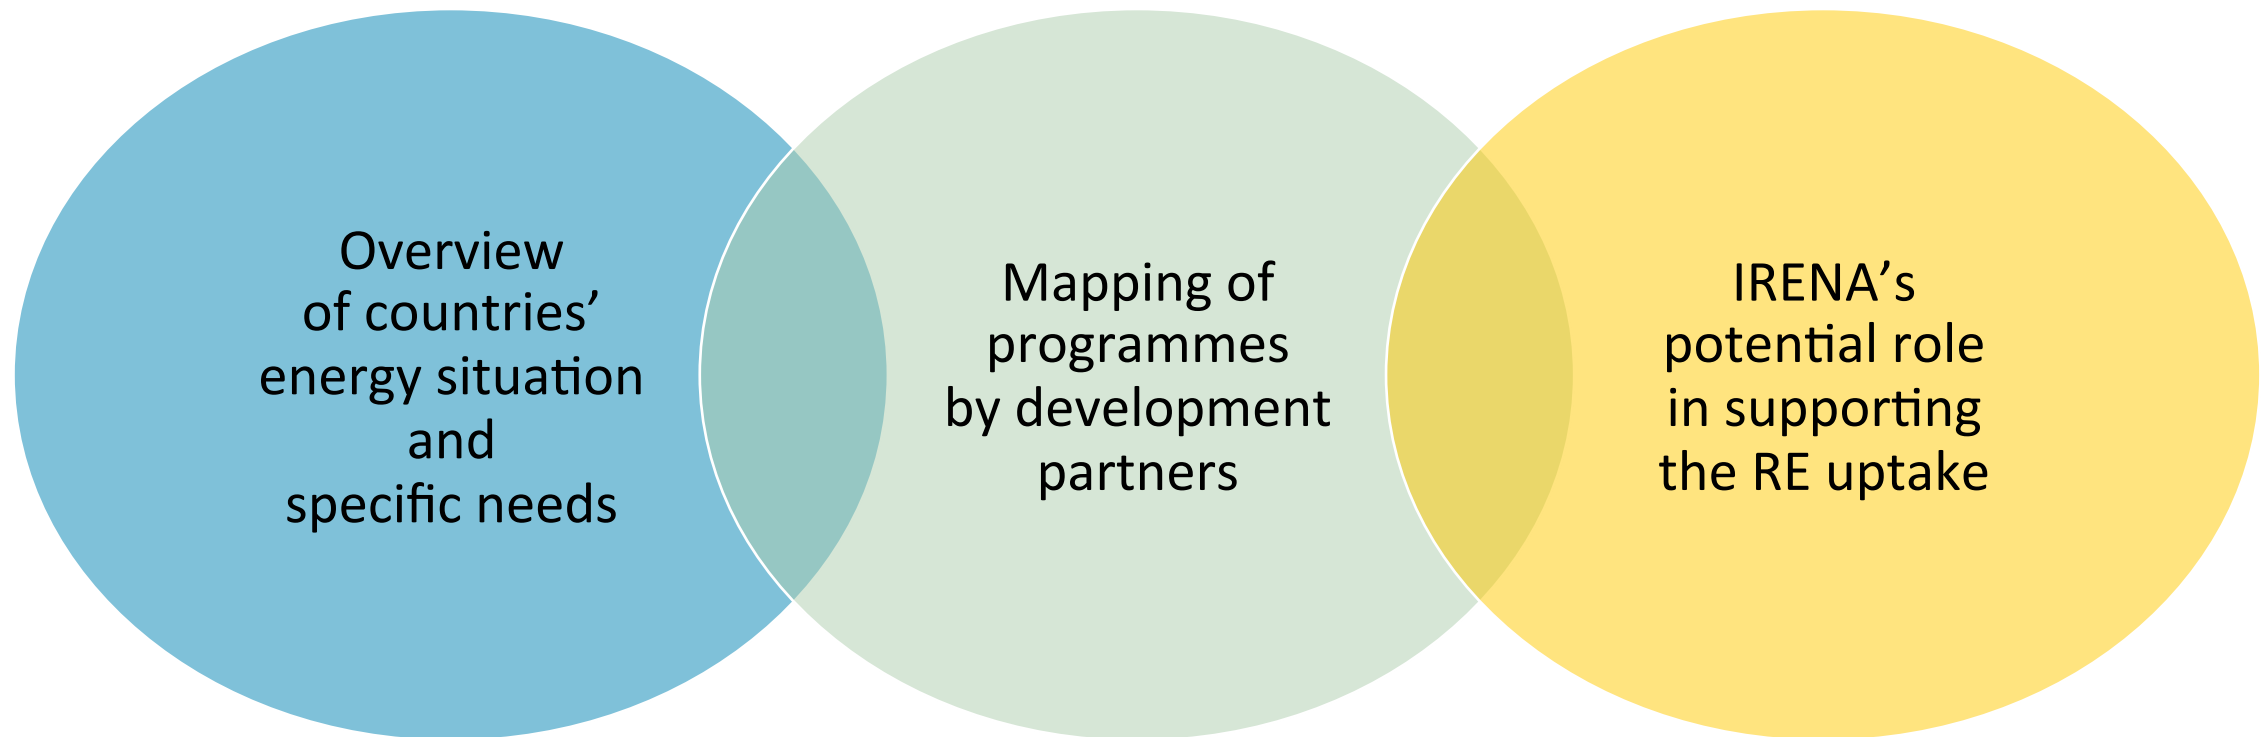 Overview
of countries’
energy situation
and
specific needs
Mapping of
programmes
by development
partners
IRENA’s
potential role
in supporting
the RE uptake